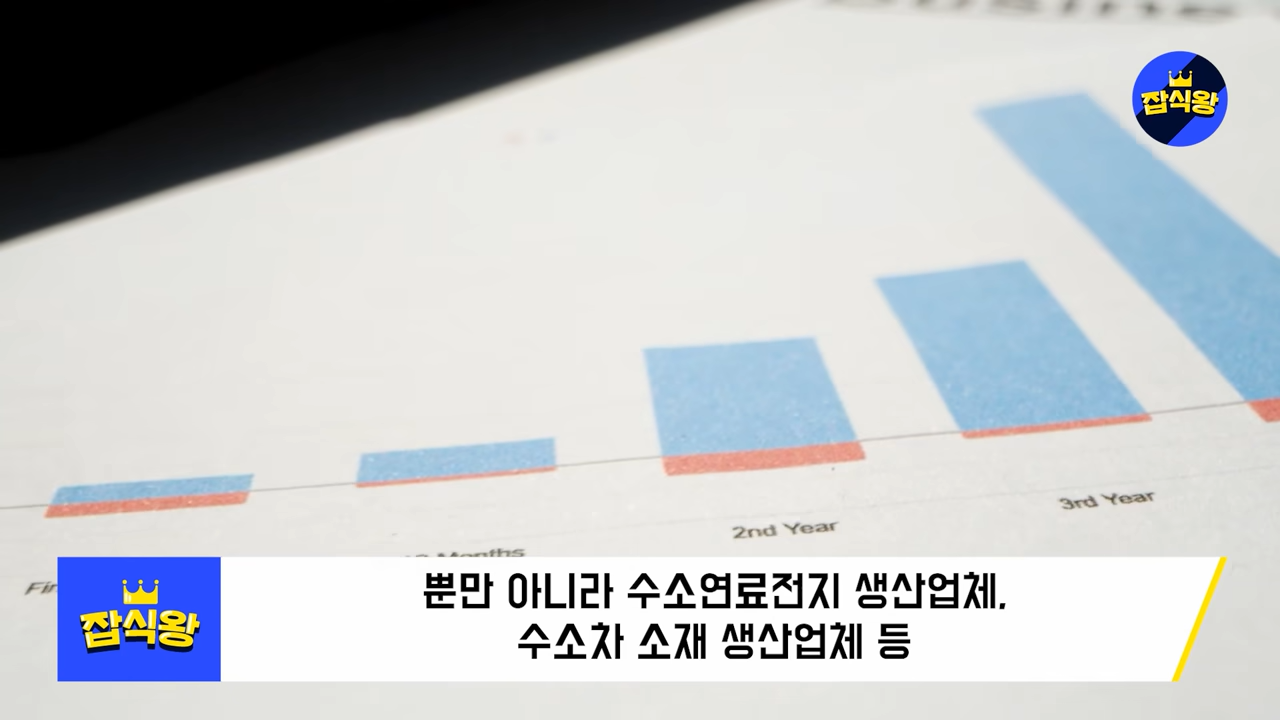 잡식왕
2nd Year
3rd Year
잡식왕
뿐만 아니라 수소연료전지 생산업체,
수소차 소재 생산업체 등